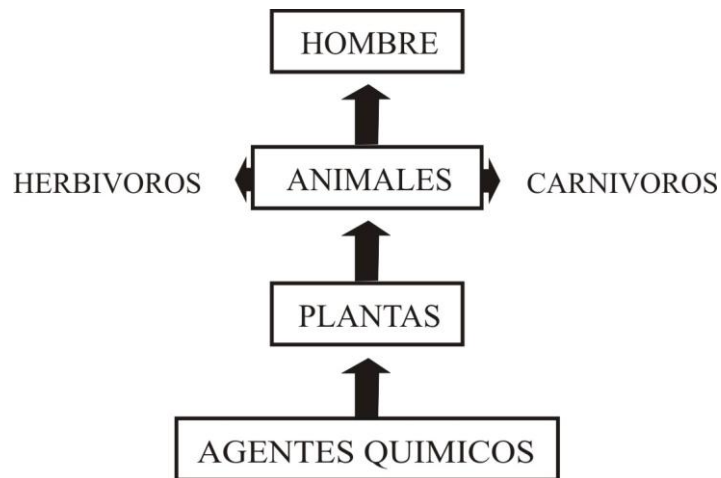 HOMBRE
HERBIVOROS
ANIMALES
CARNIVOROS
PLANTAS
AGENTES QUIMICOS